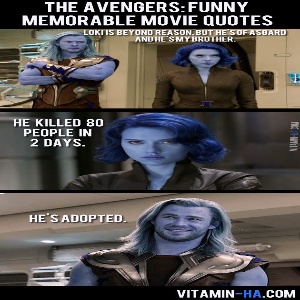 THE AVENGERS: FUNNY
MEMORABLE MOVIE QUOTES
LOKI IS BEYOND REASON, BUT HE'S OF ASGARD
AND HE'S MY BROTHER.
HE KILLED 80
PEOPLE IN
2 DAYS.
HE'S ADOPTED.
VITAMIN-HA.COM